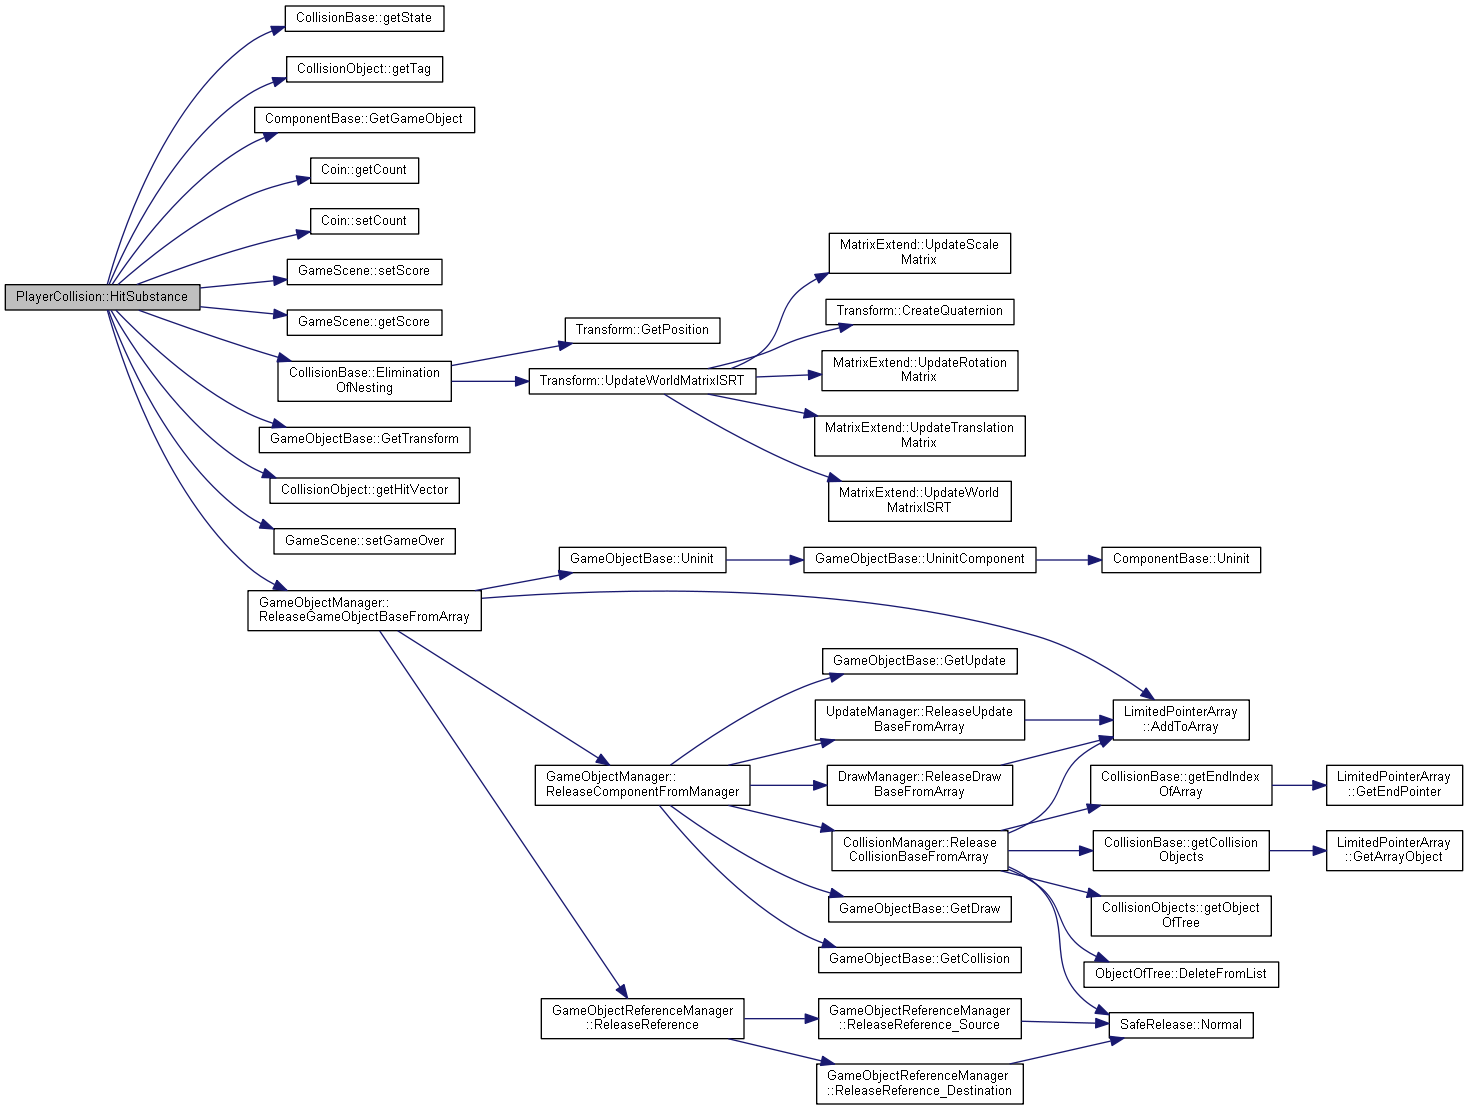 PlayerCollision::HitSubstance
CollisionBase::getState
CollisionObject::getTag
ComponentBase::GetGameObject
Coin::getCount
Coin::setCount
GameScene::setScore
GameScene::getScore
CollisionBase::Elimination
OfNesting
GameObjectBase::GetTransform
CollisionObject::getHitVector
GameScene::setGameOver
GameObjectManager::
ReleaseGameObjectBaseFromArray
Transform::GetPosition
Transform::UpdateWorldMatrixISRT
MatrixExtend::UpdateScale
Matrix
Transform::CreateQuaternion
MatrixExtend::UpdateRotation
Matrix
MatrixExtend::UpdateTranslation
Matrix
MatrixExtend::UpdateWorld
MatrixISRT
GameObjectBase::Uninit
GameObjectBase::UninitComponent
ComponentBase::Uninit
GameObjectManager::
ReleaseComponentFromManager
GameObjectBase::GetUpdate
UpdateManager::ReleaseUpdate
BaseFromArray
DrawManager::ReleaseDraw
BaseFromArray
CollisionManager::Release
CollisionBaseFromArray
GameObjectBase::GetDraw
GameObjectBase::GetCollision
LimitedPointerArray
::AddToArray
CollisionBase::getEndIndex
OfArray
LimitedPointerArray
::GetEndPointer
CollisionBase::getCollision
Objects
LimitedPointerArray
::GetArrayObject
CollisionObjects::getObject
OfTree
ObjectOfTree::DeleteFromList
GameObjectReferenceManager
::ReleaseReference
GameObjectReferenceManager
::ReleaseReference_Source
SafeRelease::Normal
GameObjectReferenceManager
::ReleaseReference_Destination